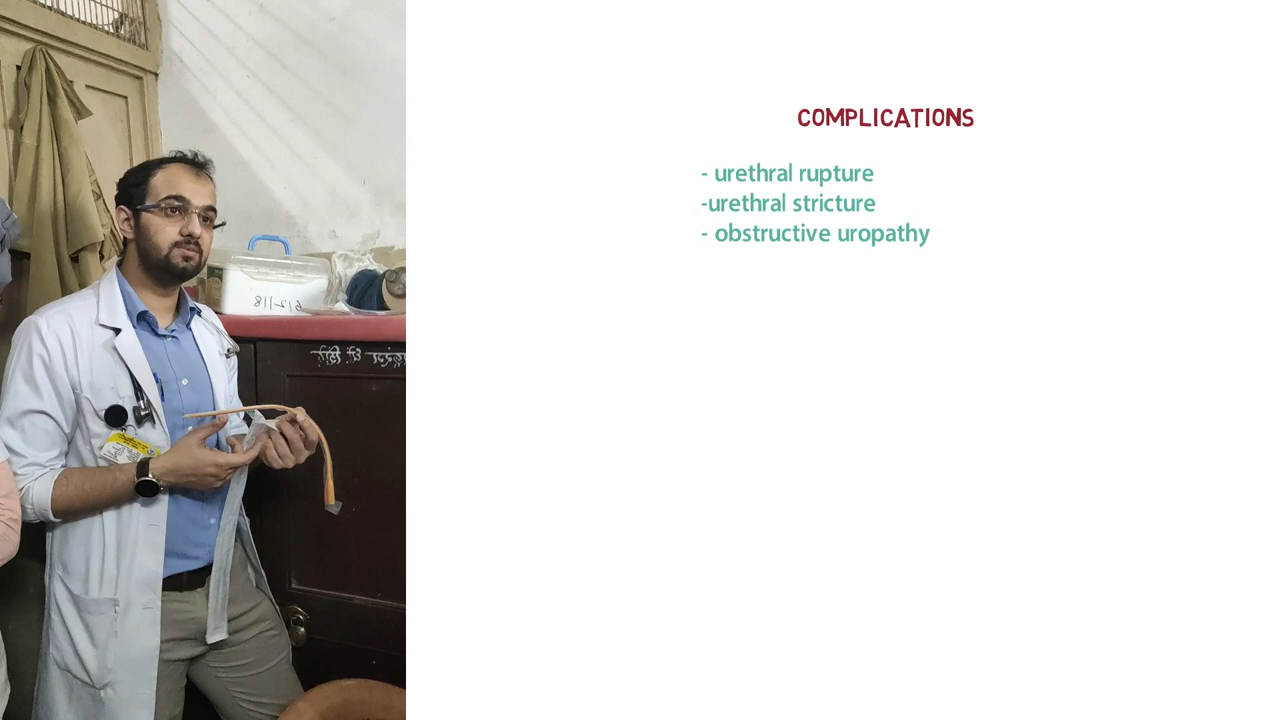 COMPLICATIONS
- urethral rupture
-urethral stricture
- obstructive uropathy